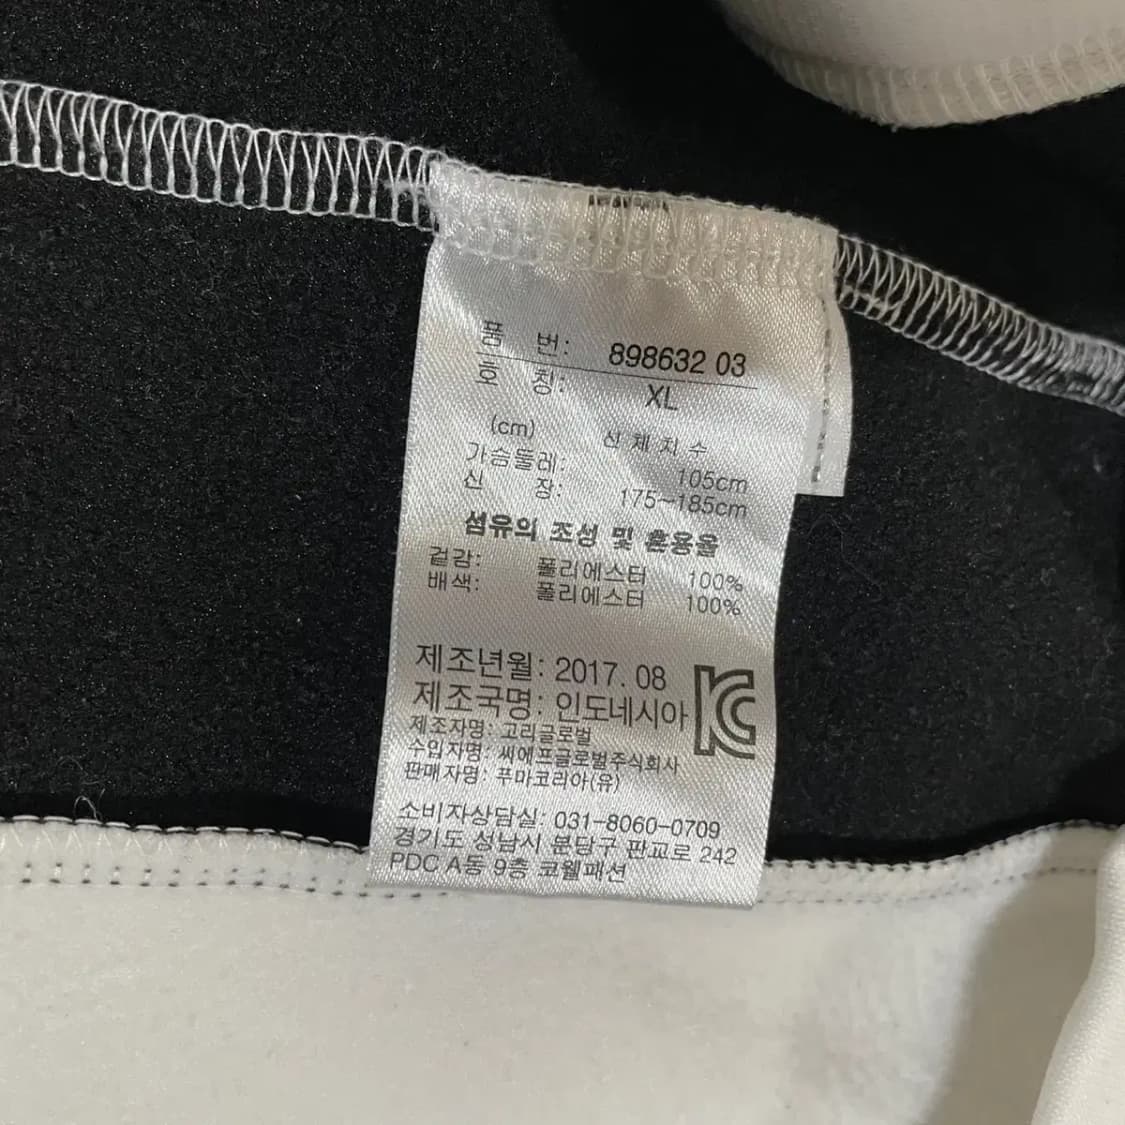 품 번: 898632 03
호 칭: XL
(cm) 신체치수
가슴둘레: 105cm
신 장: 175~185cm
섬유의 조성 및 혼용율
겉감: 폴리에스터 100%
배색: 폴리에스터 100%
제조년월: 2017. 08
제조국명: 인도네시아
제조자명: 고리글로벌
수입자명: 씨에프글로벌주식회사
판매자명: 푸마코리아(유)
소비자상담실: 031-8060-0709
경기도 성남시 분당구 판교로 242
PDC A동 9층 코웰패션